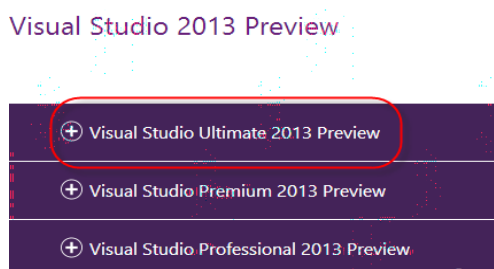 Visual Studio 2013 Preview
Visual Studio Ultimate 2013 Preview
Visual Studio Premium 2013 Preview
Visual Studio Professional 2013 Preview